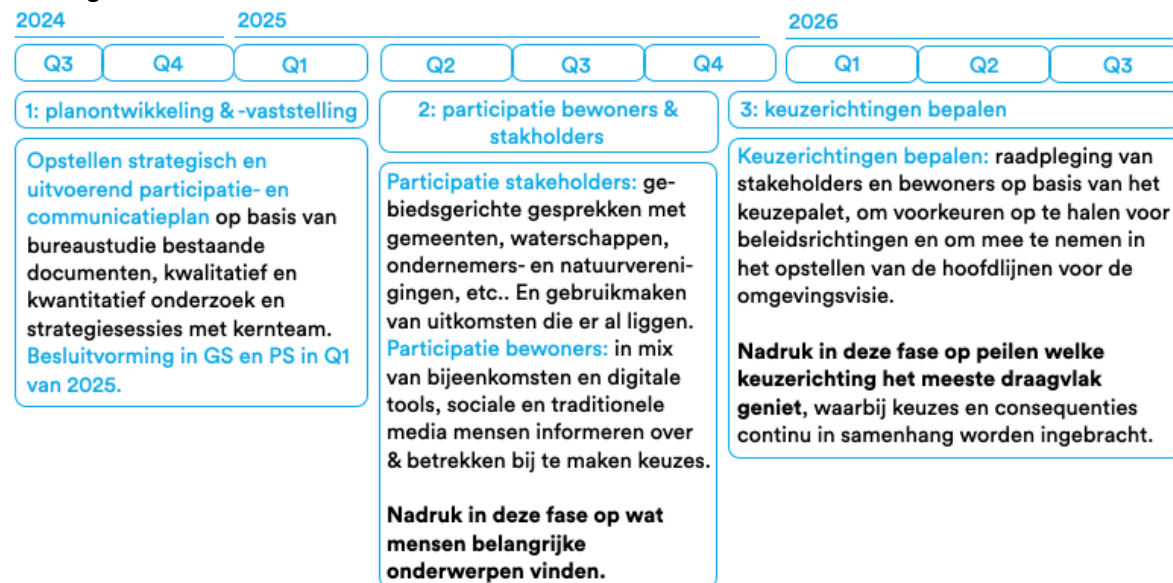 2024
2025
2026
Q3
Q4
Q1
Q2
Q3
Q4
Q1
Q2
Q3
1: planontwikkeling & -vaststelling
Opstellen strategisch en
uitvoerend participatie- en
communicatieplan op basis van
bureaustudie bestaande
documenten, kwalitatief en
kwantitatief onderzoek en
strategiesessies met kernteam.
Besluitvorming in GS en PS in Q1
van 2025.
2: participatie bewoners &
stakholders
Participatie stakeholders: ge-
biedsgerichte gesprekken met
gemeenten, waterschappen,
ondernemers- en natuurvereni-
gingen, etc.. En gebruikmaken
van uitkomsten die er al liggen.
Participatie bewoners: in mix
van bijeenkomsten en digitale
tools, sociale en traditionele
media mensen informeren over
& betrekken bij te maken keuzes.
Nadruk in deze fase op wat
mensen belangrijke
onderwerpen vinden.
3: keuzerichtingen bepalen
Keuzerichtingen bepalen: raadpleging van
stakeholders en bewoners op basis van het
keuzepalet, om voorkeuren op te halen voor
beleidsrichtingen en om mee te nemen in
het opstellen van de hoofdlijnen voor de
omgevingsvisie.
Nadruk in deze fase op peilen welke
keuzerichting het meeste draagvlak
geniet, waarbij keuzes en consequenties
continu in samenhang worden ingebracht.